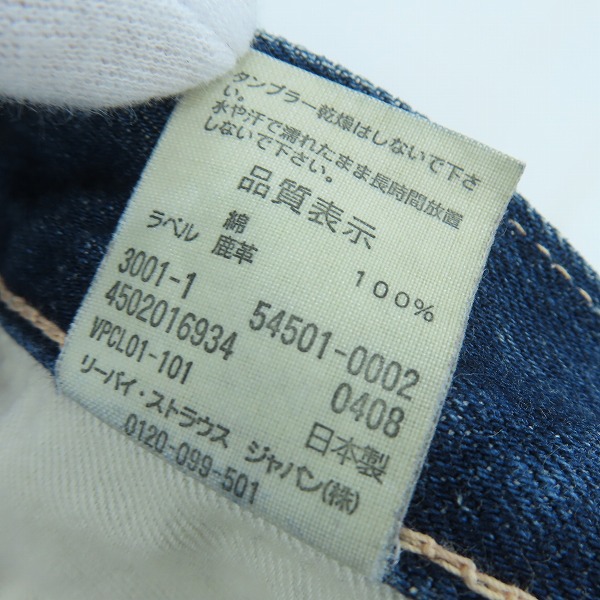 タンブラー乾燥はしないで下さ
い。
水や汗で濡れたまま長時間放置
しないで下さい。
品質表示
綿 100%
ラベル 鹿革
3001-1 54501-0002
4502016934 0408
VPCL01-101 日本製
リーバイ・ストラウス ジャパン(株)
0120-099-501